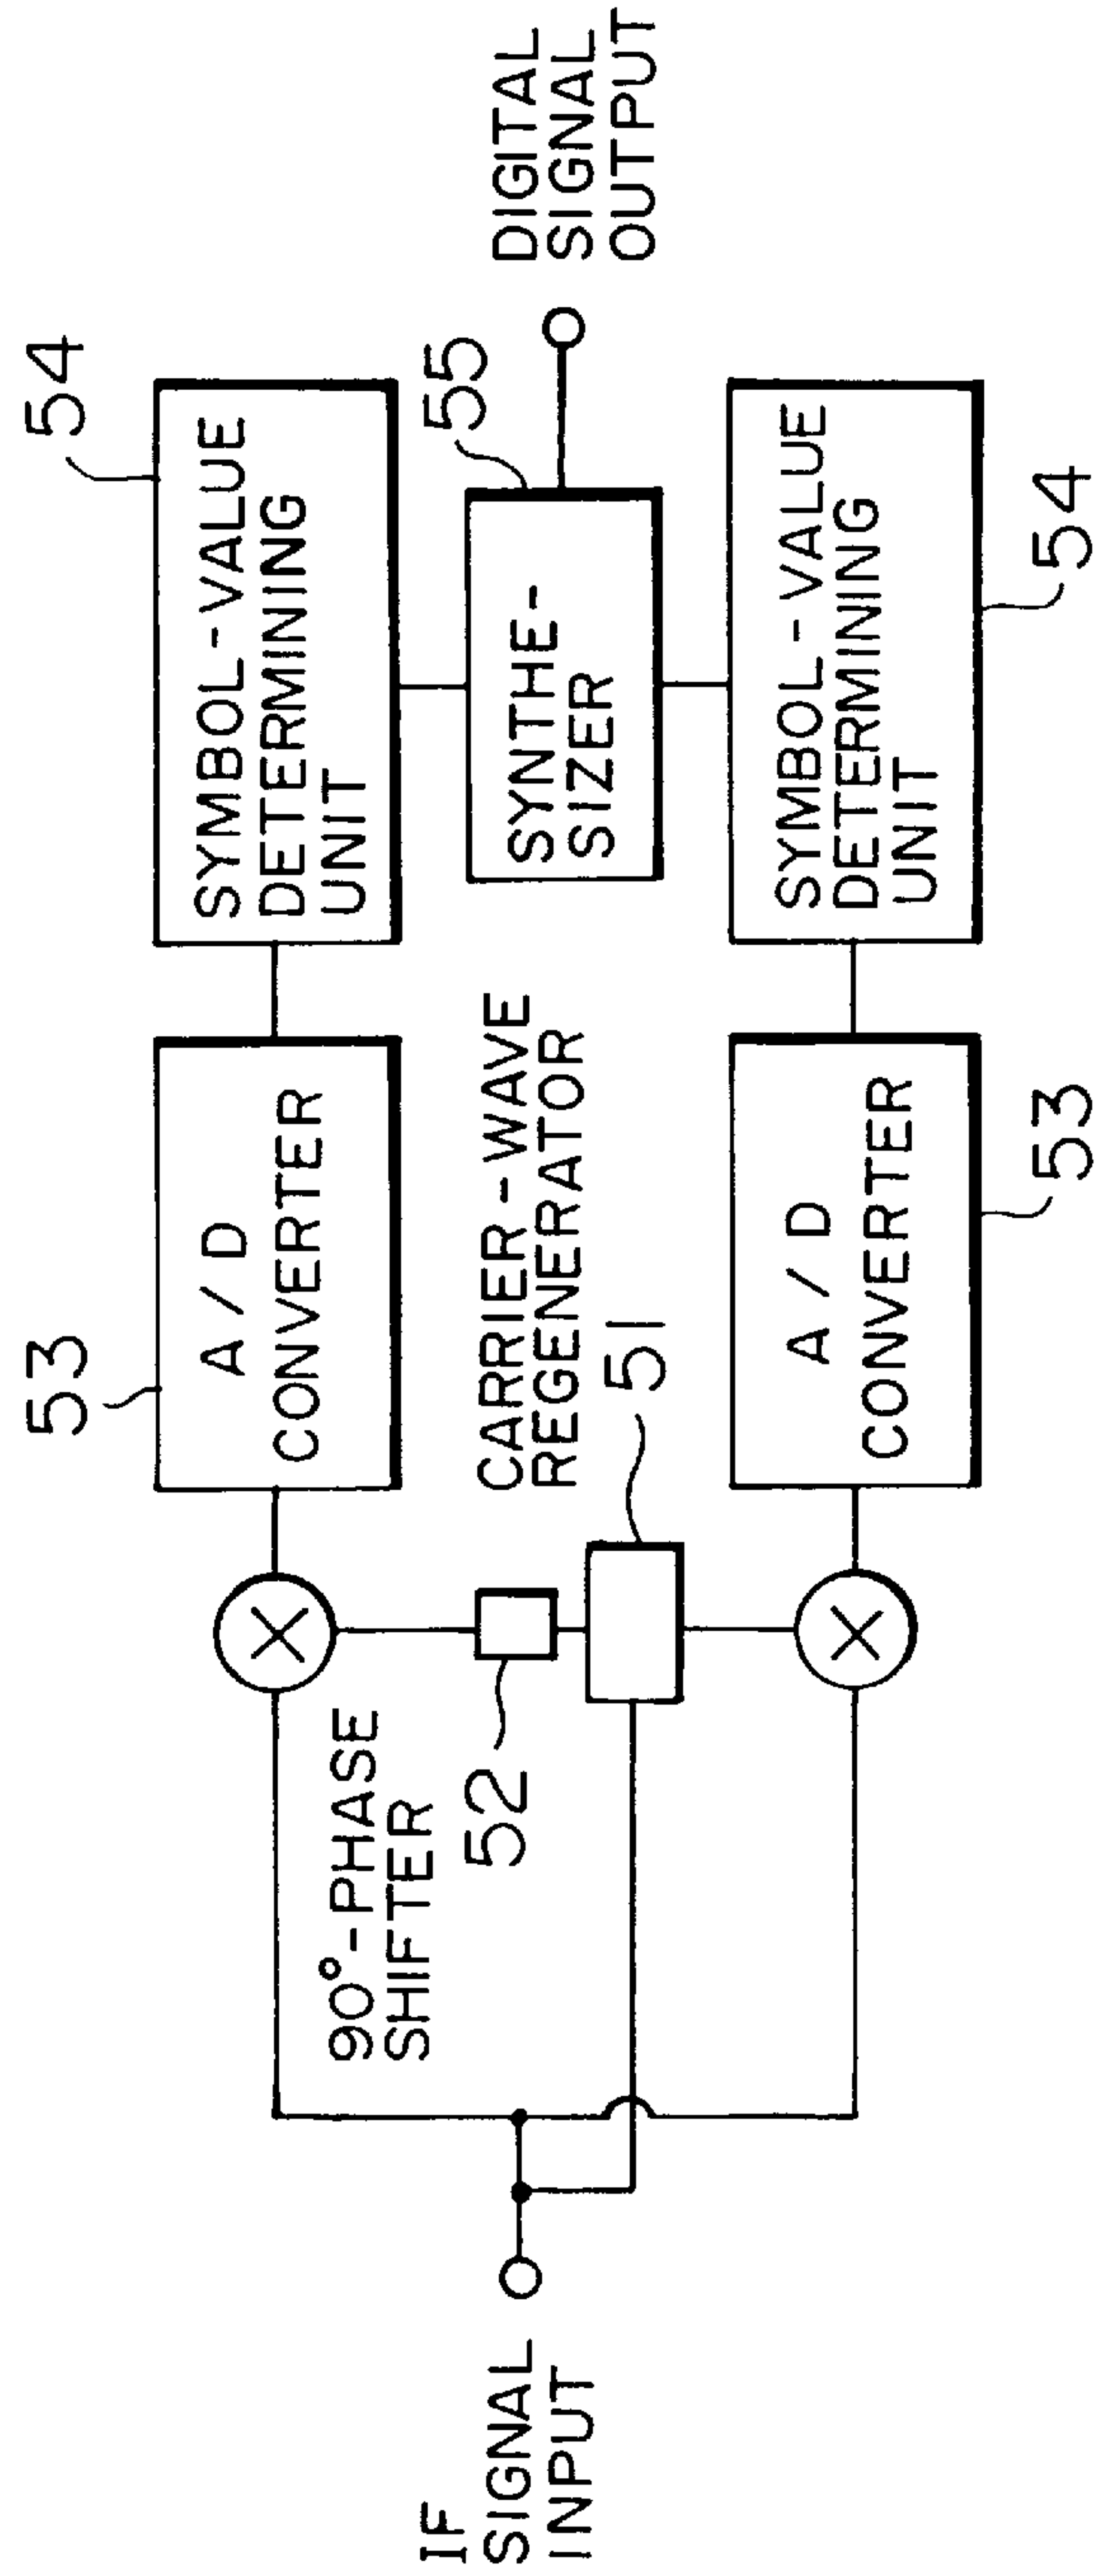 IF
SIGNAL
INPUT
90°-PHASE
SHIFTER
52
53
A/D
CONVERTER
CARRIER-WAVE
REGENERATOR
51
A/D
CONVERTER
53
54
SYMBOL-VALUE
DETERMINING
UNIT
55
SYNTHE-
SIZER
SYMBOL-VALUE
DETERMINING
UNIT
54
DIGITAL
SIGNAL
OUTPUT